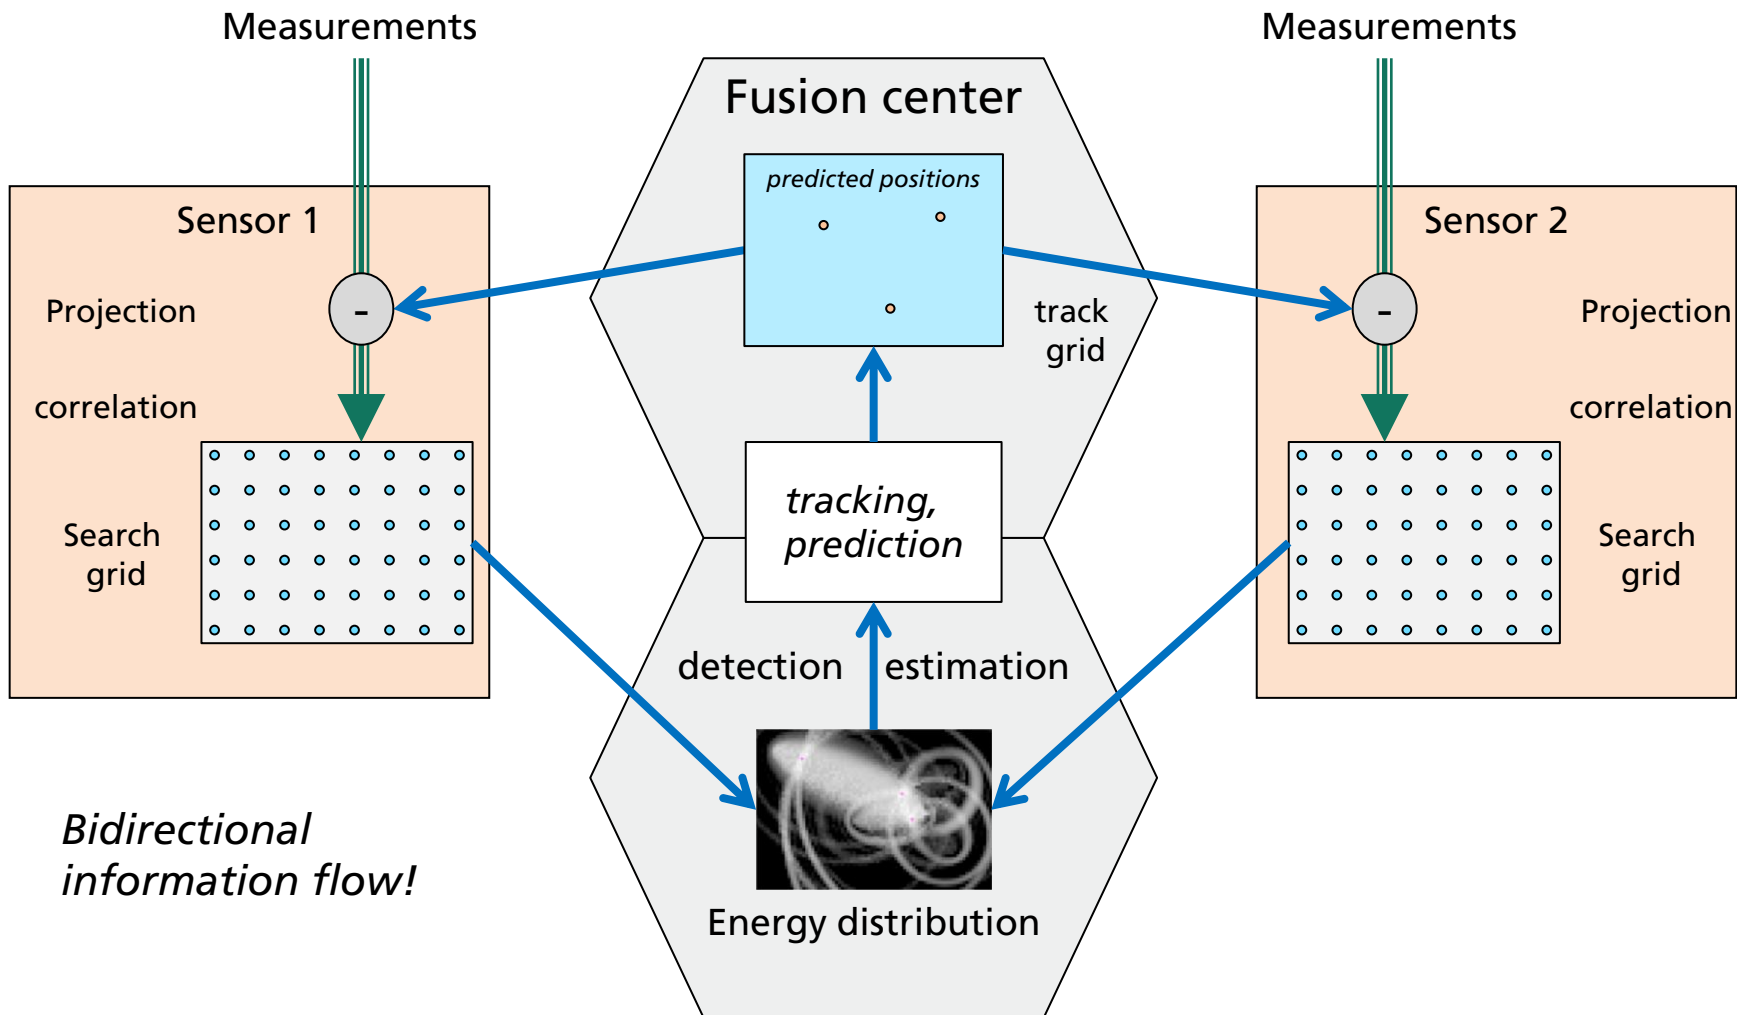 Measurements
Measurements
Fusion center
predicted positions
Sensor 1
Sensor 2
Projection
-
track
grid
-
Projection
correlation
correlation
tracking,
prediction
Search
grid
Search
grid
detection
estimation
Bidirectional
information flow!
Energy distribution